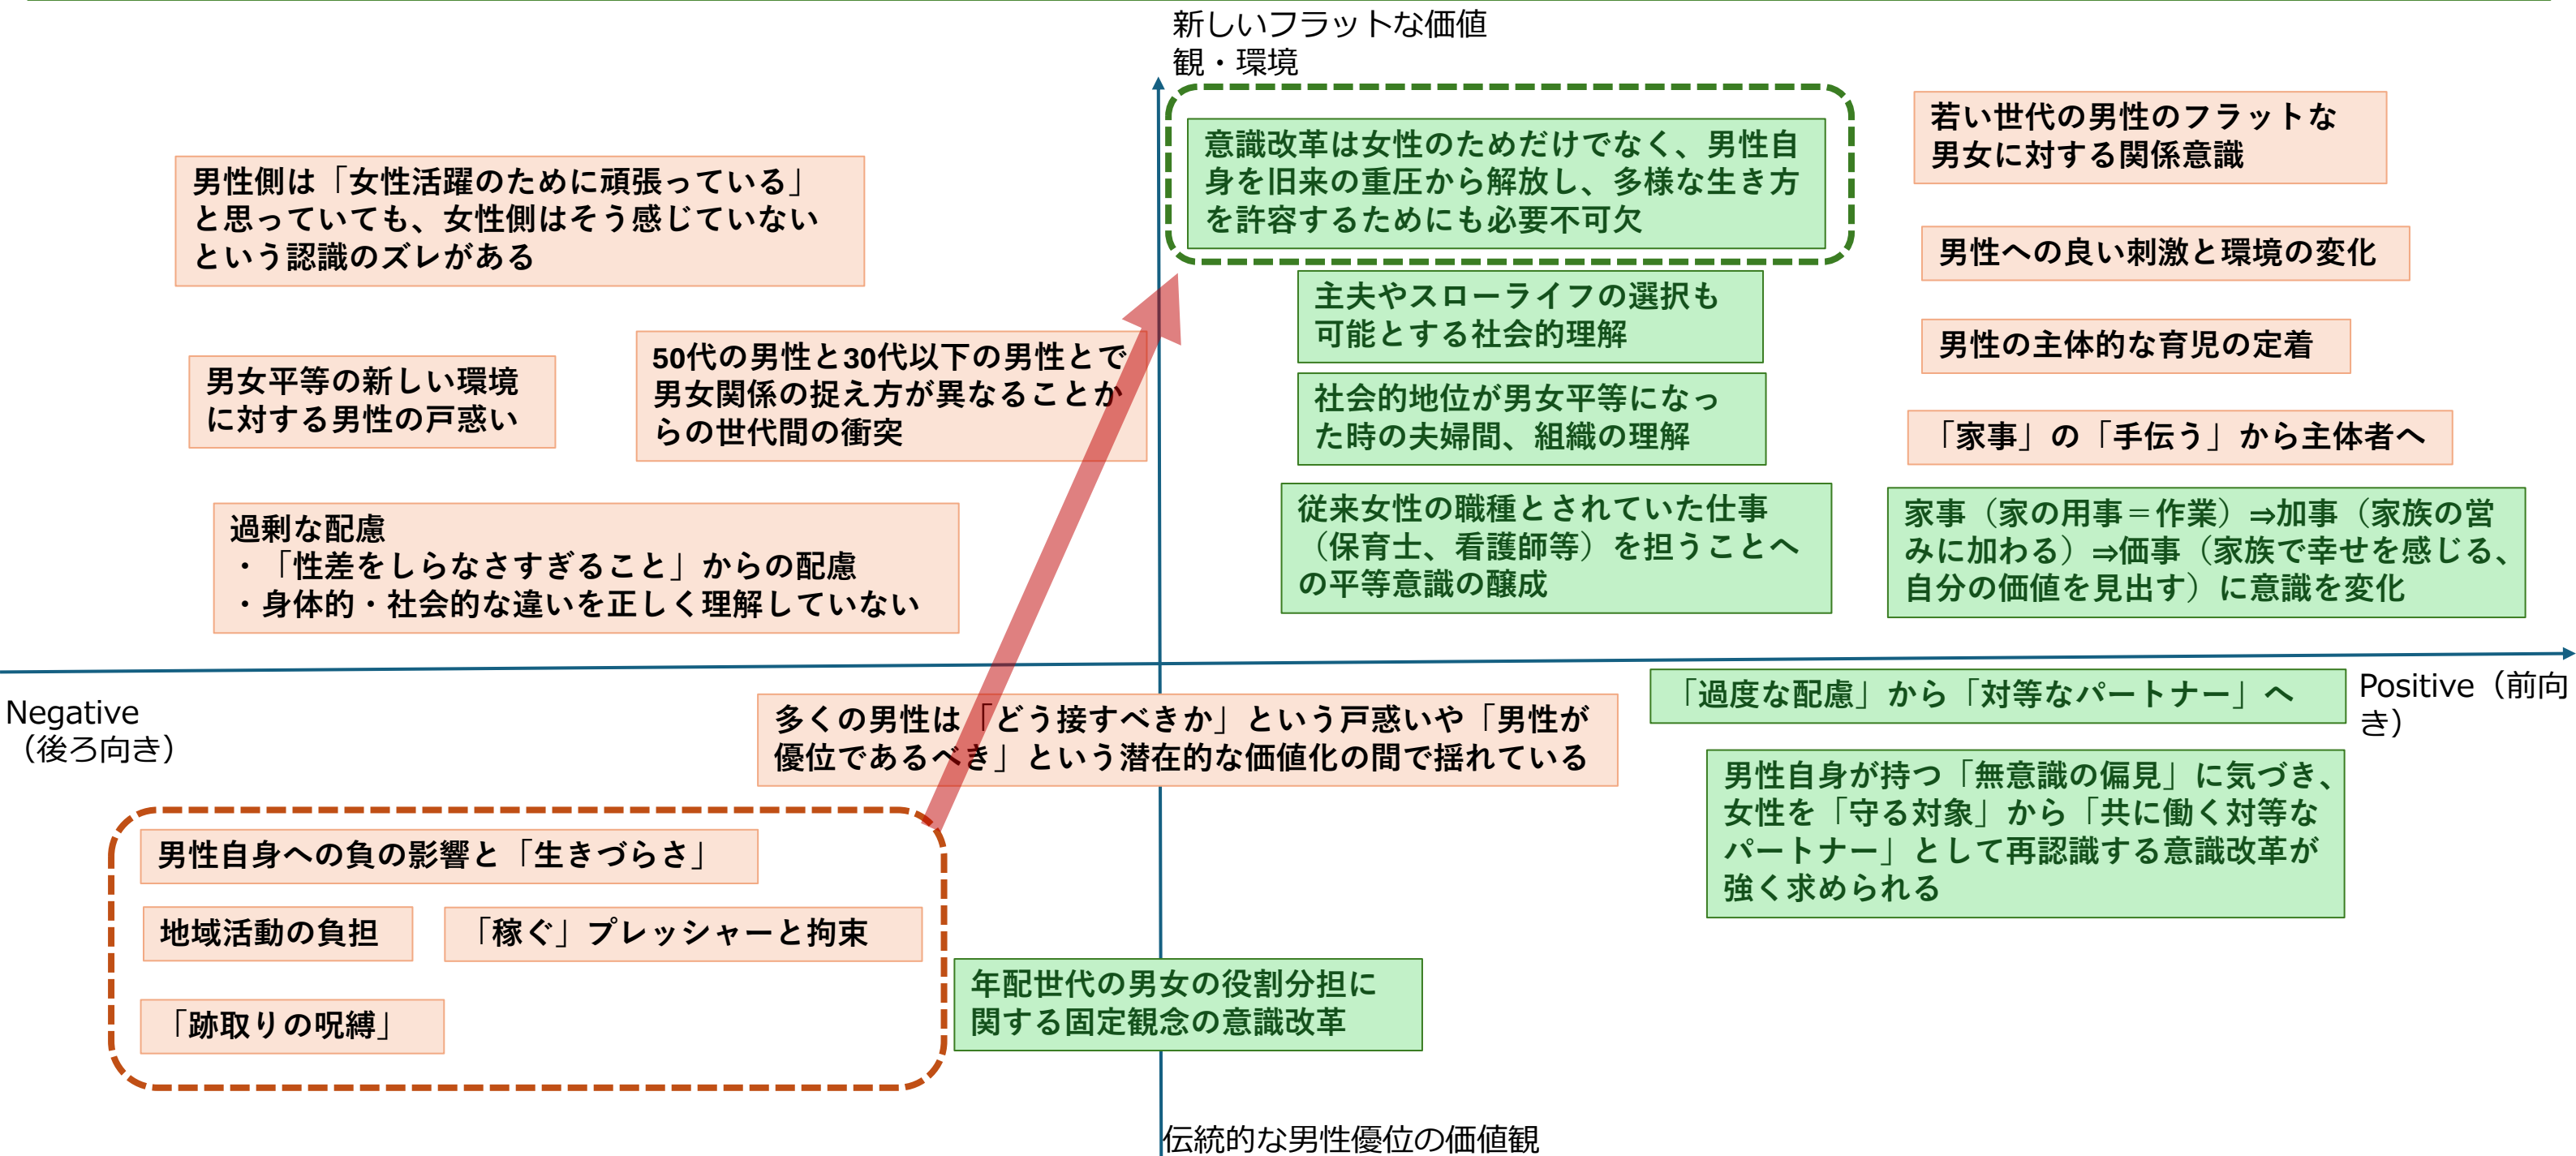 新しいフラットな価値
観・環境
意識改革は女性のためだけでなく、男性自
身を旧来の重圧から解放し、多様な生き方
を許容するためにも必要不可欠
若い世代の男性のフラットな
男女に対する関係意識
男性側は「女性活躍のために頑張っている」
と思っていても、女性側はそう感じていない
という認識のズレがある
男性への良い刺激と環境の変化
主夫やスローライフの選択も
可能とする社会的理解
男性の主体的な育児の定着
50代の男性と30代以下の男性とで
男女関係の捉え方が異なることか
らの世代間の衝突
男女平等の新しい環境
に対する男性の戸惑い
社会的地位が男女平等になっ
た時の夫婦間、組織の理解
「家事」の「手伝う」から主体者へ
過剰な配慮
・「性差をしらなさすぎること」からの配慮
・身体的・社会的な違いを正しく理解していない
従来女性の職種とされていた仕事
（保育士、看護師等）を担うことへ
の平等意識の醸成
家事（家の用事＝作業）⇒加事（家族の営
みに加わる）⇒価事（家族で幸せを感じる、
自分の価値を見出す）に意識を変化
Negative
（後ろ向き）
Positive（前向
き）
「過度な配慮」から「対等なパートナー」へ
多くの男性は「どう接すべきか」という戸惑いや「男性が
優位であるべき」という潜在的な価値化の間で揺れている
男性自身が持つ「無意識の偏見」に気づき、
女性を「守る対象」から「共に働く対等な
パートナー」として再認識する意識改革が
強く求められる
男性自身への負の影響と「生きづらさ」
地域活動の負担
「稼ぐ」プレッシャーと拘束
「跡取りの呪縛」
年配世代の男女の役割分担に
関する固定観念の意識改革
伝統的な男性優位の価値観